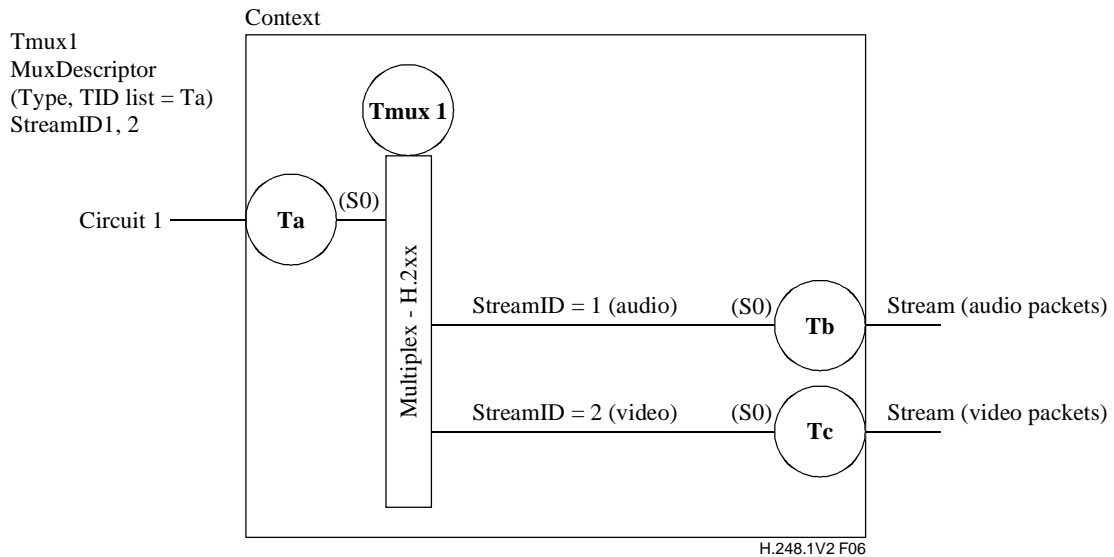 Context
Tmux1
MuxDescriptor
(Type, TID list = Ta)
StreamID1, 2
Tmux 1
Circuit 1
Ta
(S0)
Multiplex - H.2xx
StreamID = 1 (audio)
(S0)
Tb
Stream (audio packets)
StreamID = 2 (video)
(S0)
Tc
Stream (video packets)
H.248.1V2 F06